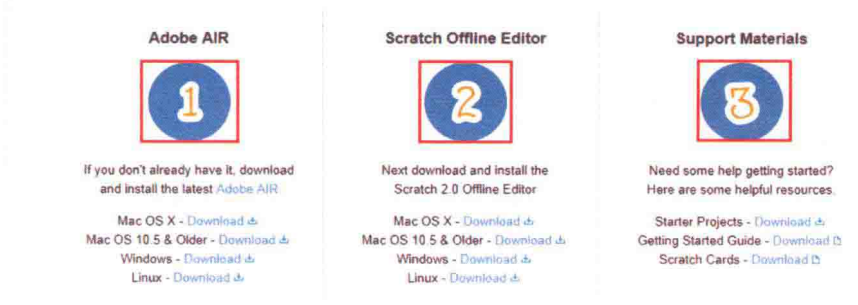 Adobe AIR
1
If you don't already have it, download
and install the latest Adobe AIR
Mac OS X - Download
Mac OS 10.5 & Older - Download
Windows - Download
Linux - Download
Scratch Offline Editor
2
Next download and install the
Scratch 2.0 Offline Editor
Mac OS X - Download
Mac OS 10.5 & Older - Download
Windows - Download
Linux - Download
Support Materials
3
Need some help getting started?
Here are some helpful resources.
Starter Projects - Download
Getting Started Guide - Download
Scratch Cards - Download